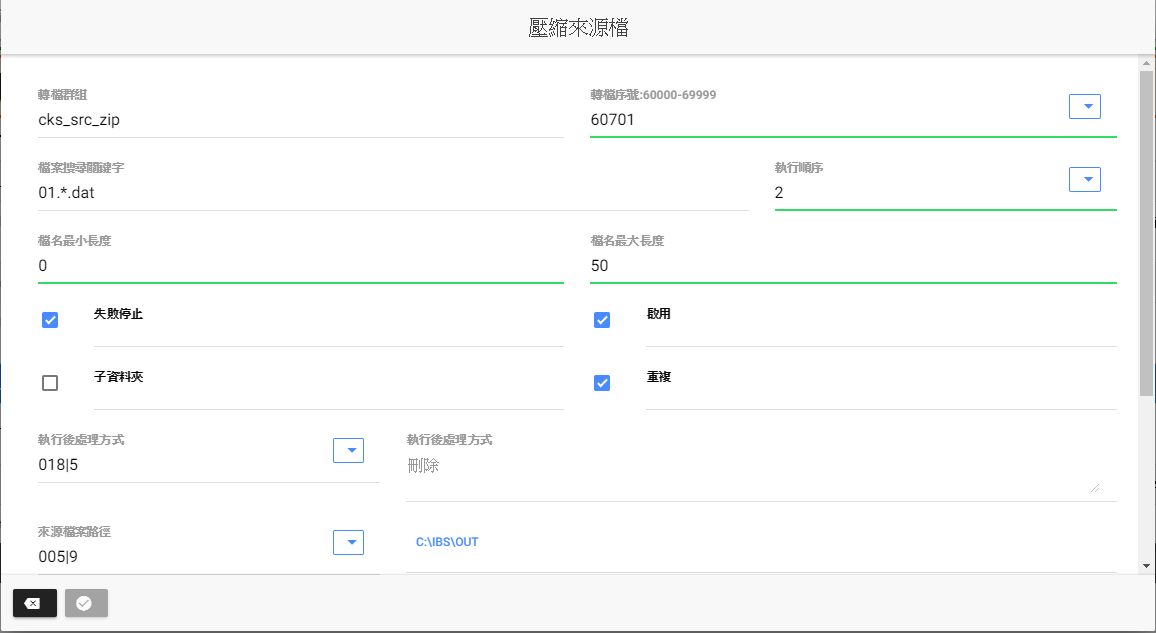 壓縮來源檔
轉檔群組
cks_src_zip
轉檔序號:60000-69999
60701
檔案搜尋關鍵字
01.*.dat
執行順序
2
檔名最小長度
0
檔名最大長度
50
失敗停止
啟用
子資料夾
重複
執行後處理方式
018|5
執行後處理方式
刪除
來源檔案路徑
005|9
C:\IBS\OUT